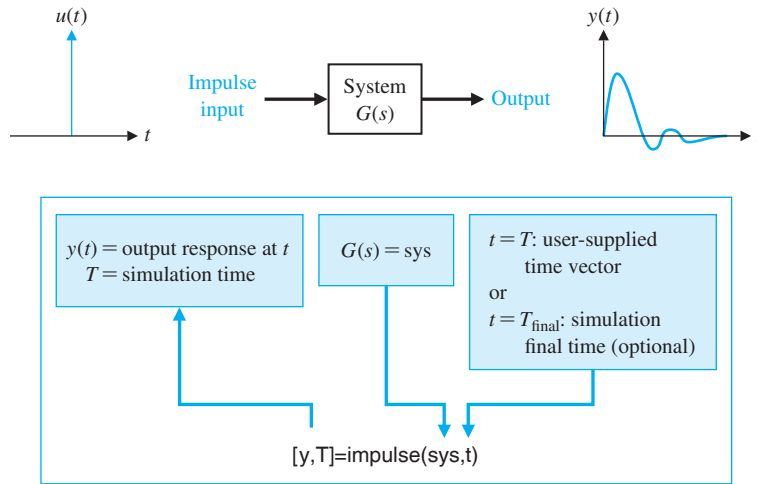 u(t)
t
Impulse
input
System
G(s)
Output
y(t)
y(t) = output response at t
T = simulation time
G(s) = sys
t = T: user-supplied
time vector
or
t = T_final: simulation
final time (optional)
[y,T]=impulse(sys,t)